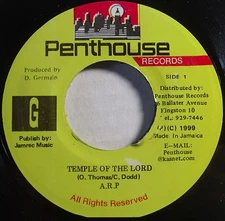 Penthouse
RECORDS
Produced by
D. Germain
SIDE 1
Distributed by:
Penthouse Records
6 Ballater Avenue
Kingston 10
Tel.: 929-7446
G
(P)(C) 1999
Made In Jamaica
Publish by:
Jamrec Music
E-MAIL:
Penthouse
@kasnet.com
TEMPLE OF THE LORD
(O. Thomas/C. Dodd)
A.R.P
All Rights Reserved